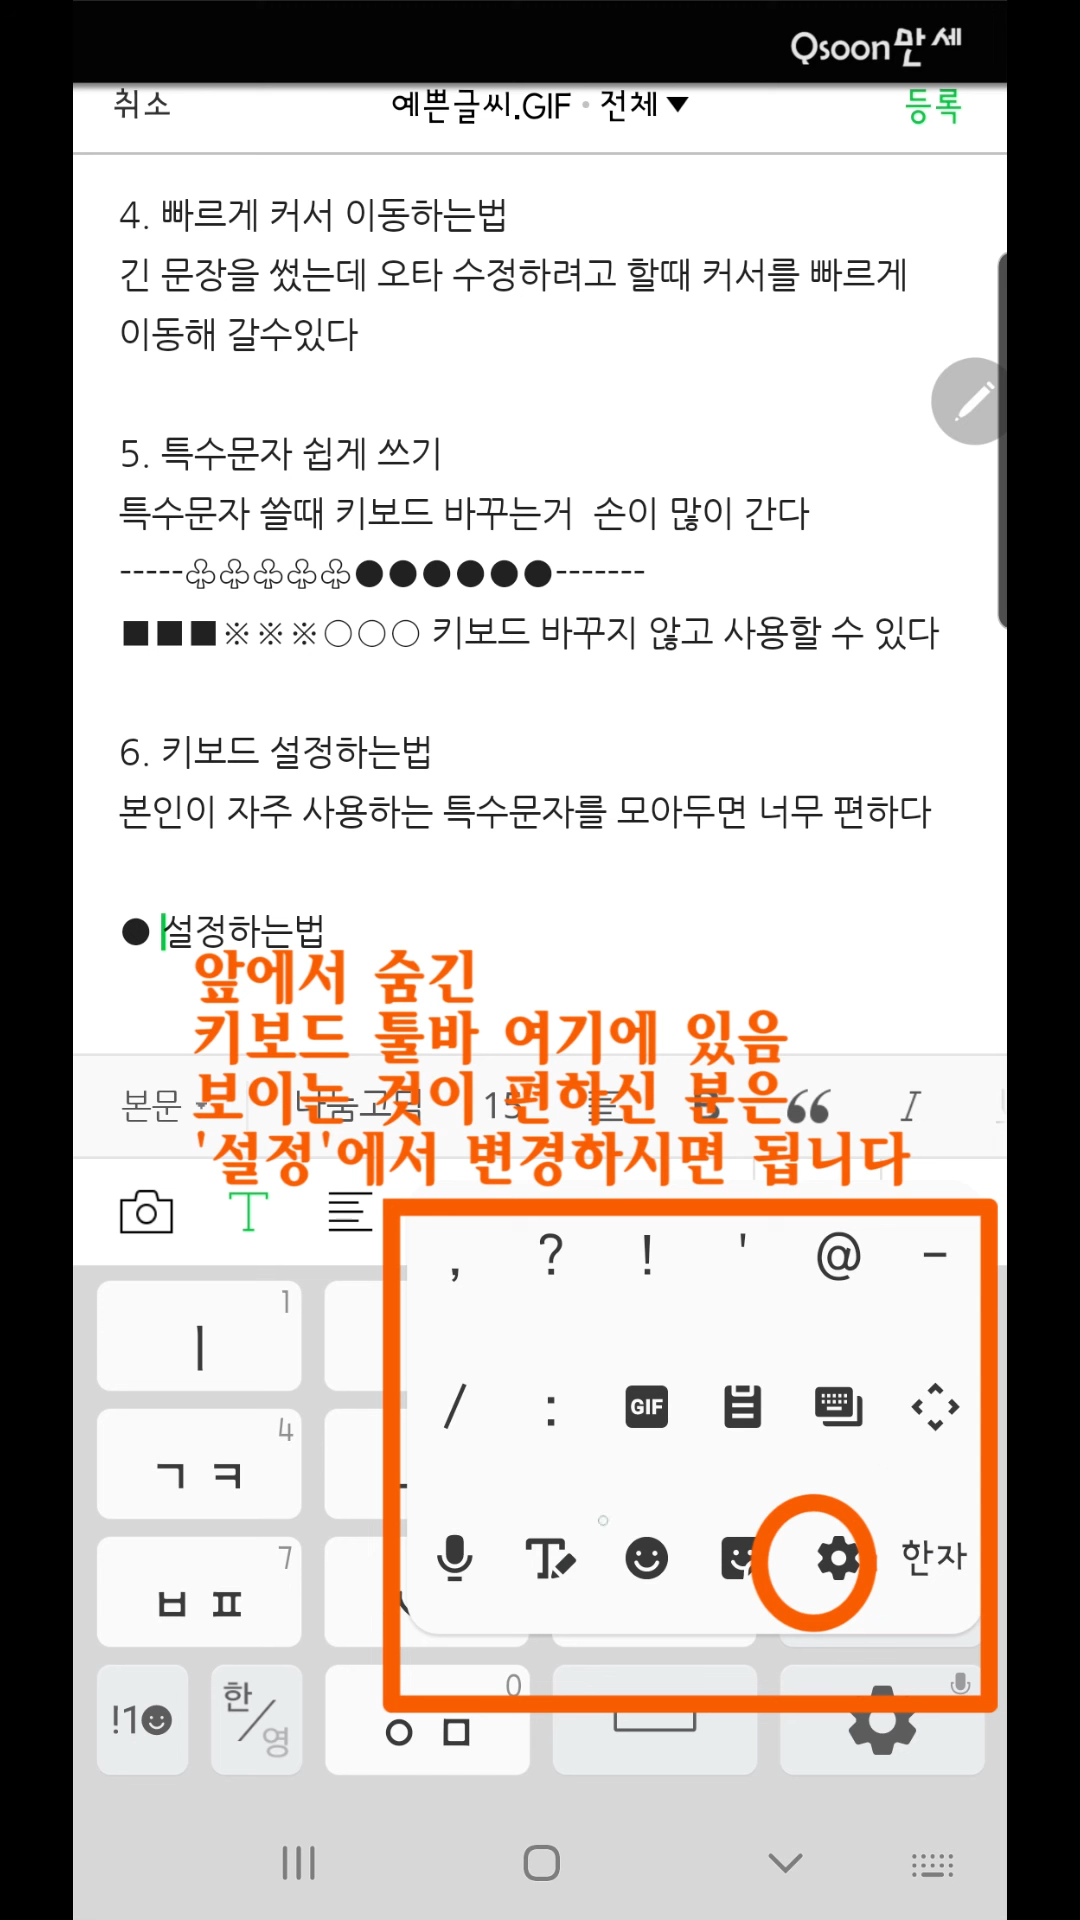 Qsoon만세
취소 예쁜글씨.GIF • 전체 ▼ 등록
4. 빠르게 커서 이동하는법
긴 문장을 썼는데 오타 수정하려고 할때 커서를 빠르게
이동해 갈수있다
5. 특수문자 쉽게 쓰기
특수문자 쓸때 키보드 바꾸는거  손이 많이 간다
-----♧♧♧♧♧●●●●●●-------
■■■※※※○○○ 키보드 바꾸지 않고 사용할 수 있다
6. 키보드 설정하는법
본인이 자주 사용하는 특수문자를 모아두면 너무 편하다
● 설정하는법
앞에서 숨긴
키보드 툴바 여기에 있음
보이는 것이 편하신 분은
'설정'에서 변경하시면 됩니다
본문 나눔고딕 15 B “ I
T
, ? ! ' @ -
1
ㅣ
/ : GIF
4
ㄱ ㅋ
T 한자
7
ㅂ ㅍ
!1 한/영 0
ㅇ ㅁ